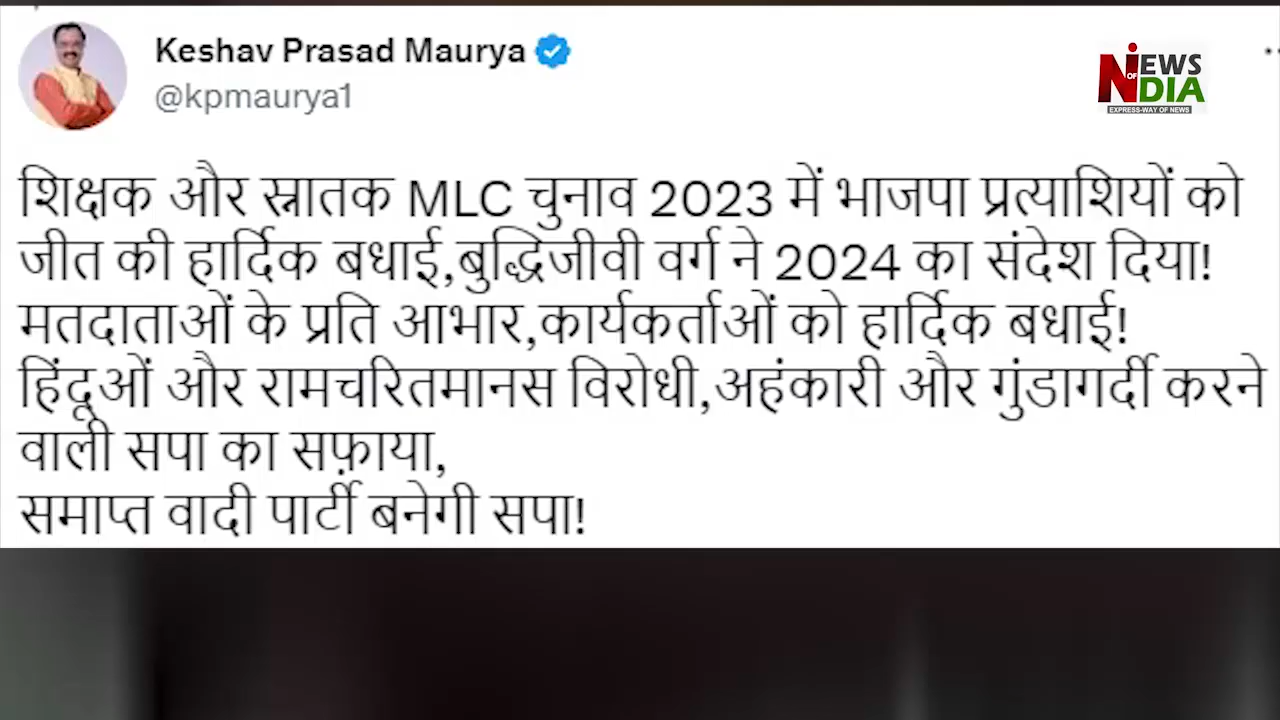 Keshav Prasad Maurya
@kpmaurya1
NEWS
OF
INDIA
EXPRESS-WAY OF NEWS
शिक्षक और स्नातक MLC चुनाव 2023 में भाजपा प्रत्याशियों को
जीत की हार्दिक बधाई,बुद्धिजीवी वर्ग ने 2024 का संदेश दिया!
मतदाताओं के प्रति आभार,कार्यकर्ताओं को हार्दिक बधाई!
हिंदूओं और रामचरितमानस विरोधी,अहंकारी और गुंडागर्दी करने
वाली सपा का सफ़ाया,
समाप्त वादी पार्टी बनेगी सपा!